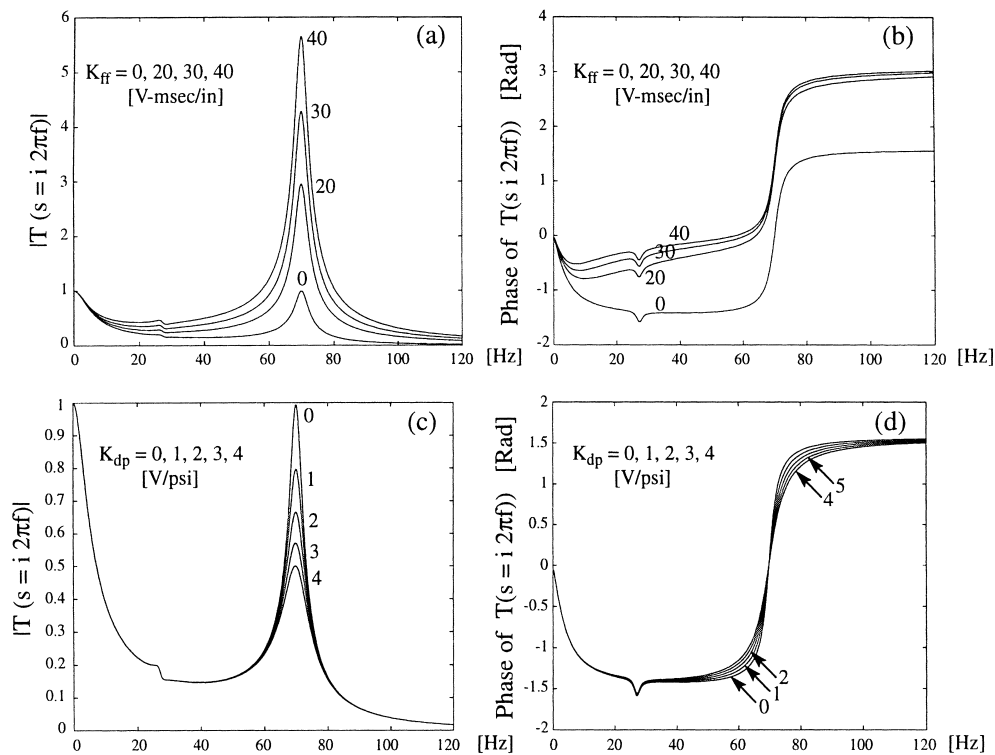 (a)
K_ff = 0, 20, 30, 40
[V-msec/in]
|T (s = i 2πf)|
6
5
4
3
2
1
0
40
30
20
0
0 20 40 60 80 100 120 [Hz]
(b)
K_ff = 0, 20, 30, 40
[V-msec/in]
Phase of T(s i 2πf)) [Rad]
4
3
2
1
0
-1
-2
40
30
20
0
0 20 40 60 80 100 120 [Hz]
(c)
K_dp = 0, 1, 2, 3, 4
[V/psi]
|T (s = i 2πf)|
1
0.9
0.8
0.7
0.6
0.5
0.4
0.3
0.2
0.1
0
0
1
2
3
4
0 20 40 60 80 100 120 [Hz]
(d)
K_dp = 0, 1, 2, 3, 4
[V/psi]
Phase of T(s = i 2πf)) [Rad]
2
1.5
1
0.5
0
-0.5
-1
-1.5
-2
5
4
2
1
0
0 20 40 60 80 100 120 [Hz]